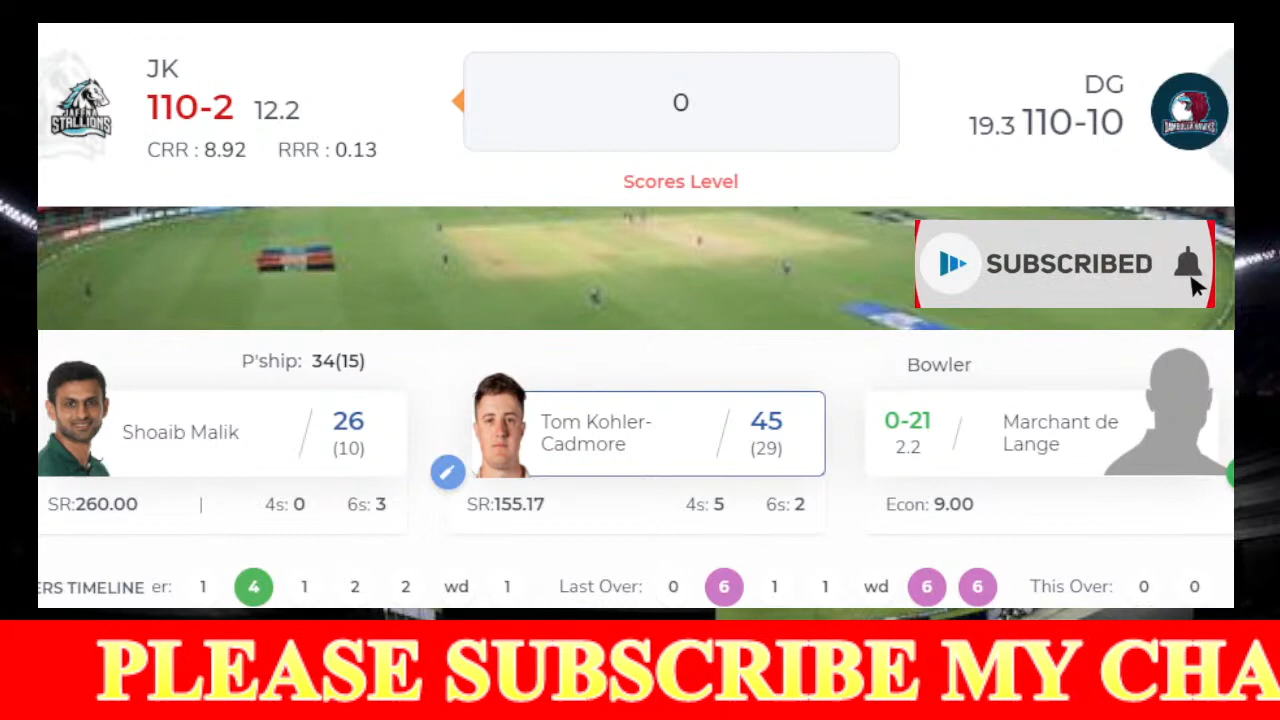 JK
110-2 12.2
CRR : 8.92 RRR : 0.13
JAFFNA
STALLIONS
0
Scores Level
DG
19.3 110-10
DAMBULLA HAWKS
SUBSCRIBED
P'ship: 34(15)
Shoaib Malik
26
(10)
SR:260.00 | 4s: 0 6s: 3
Tom Kohler-
Cadmore
45
(29)
SR:155.17 4s: 5 6s: 2
Bowler
0-21
2.2
Marchant de
Lange
Econ: 9.00
ERS TIMELINE er: 1 4 1 2 2 wd 1 Last Over: 0 6 1 1 wd 6 6 This Over: 0 0
PLEASE SUBSCRIBE MY CHA